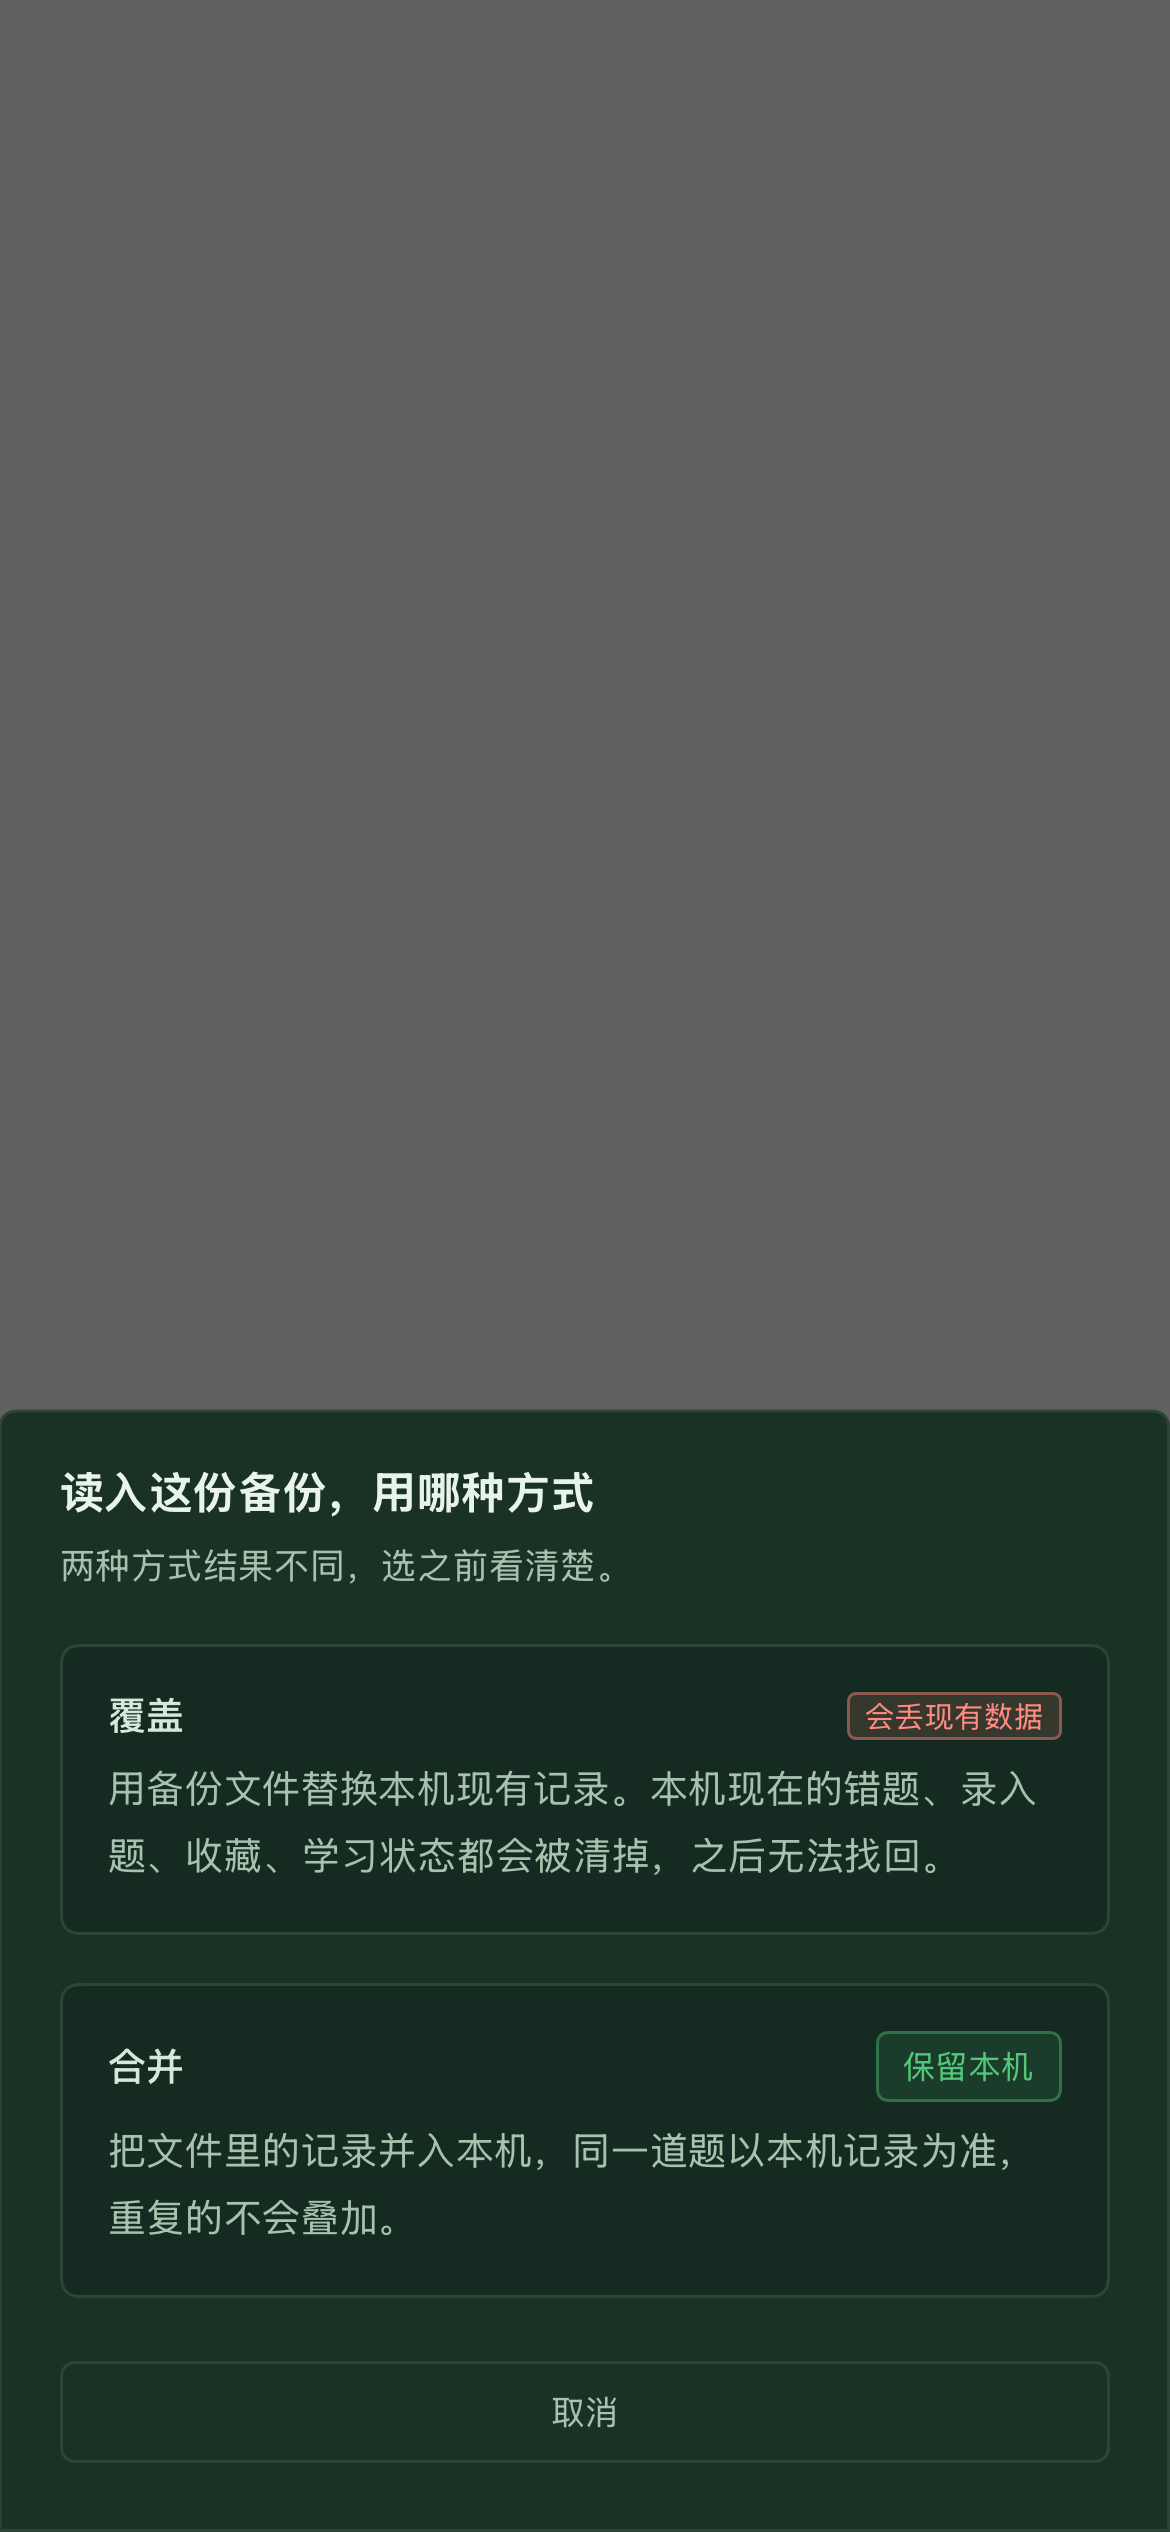 读入这份备份，用哪种方式
两种方式结果不同，选之前看清楚。
覆盖
会丢现有数据
用备份文件替换本机现有记录。本机现在的错题、录入
题、收藏、学习状态都会被清掉，之后无法找回。
合并
保留本机
把文件里的记录并入本机，同一道题以本机记录为准，
重复的不会叠加。
取消